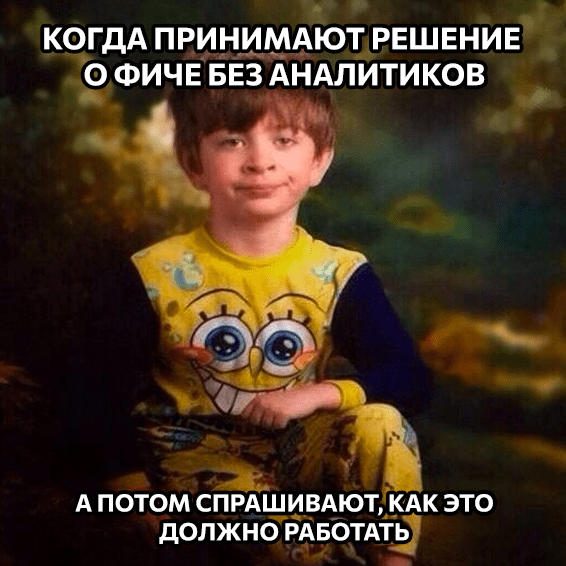 КОГДА ПРИНИМАЮТ РЕШЕНИЕ
О ФИЧЕ БЕЗ АНАЛИТИКОВ
А ПОТОМ СПРАШИВАЮТ, КАК ЭТО
ДОЛЖНО РАБОТАТЬ